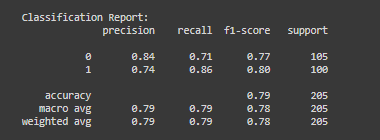 Classification Report:
precision recall f1-score support
0 0.84 0.71 0.77 105
1 0.74 0.86 0.80 100
accuracy 0.79 205
macro avg 0.79 0.79 0.78 205
weighted avg 0.79 0.79 0.78 205